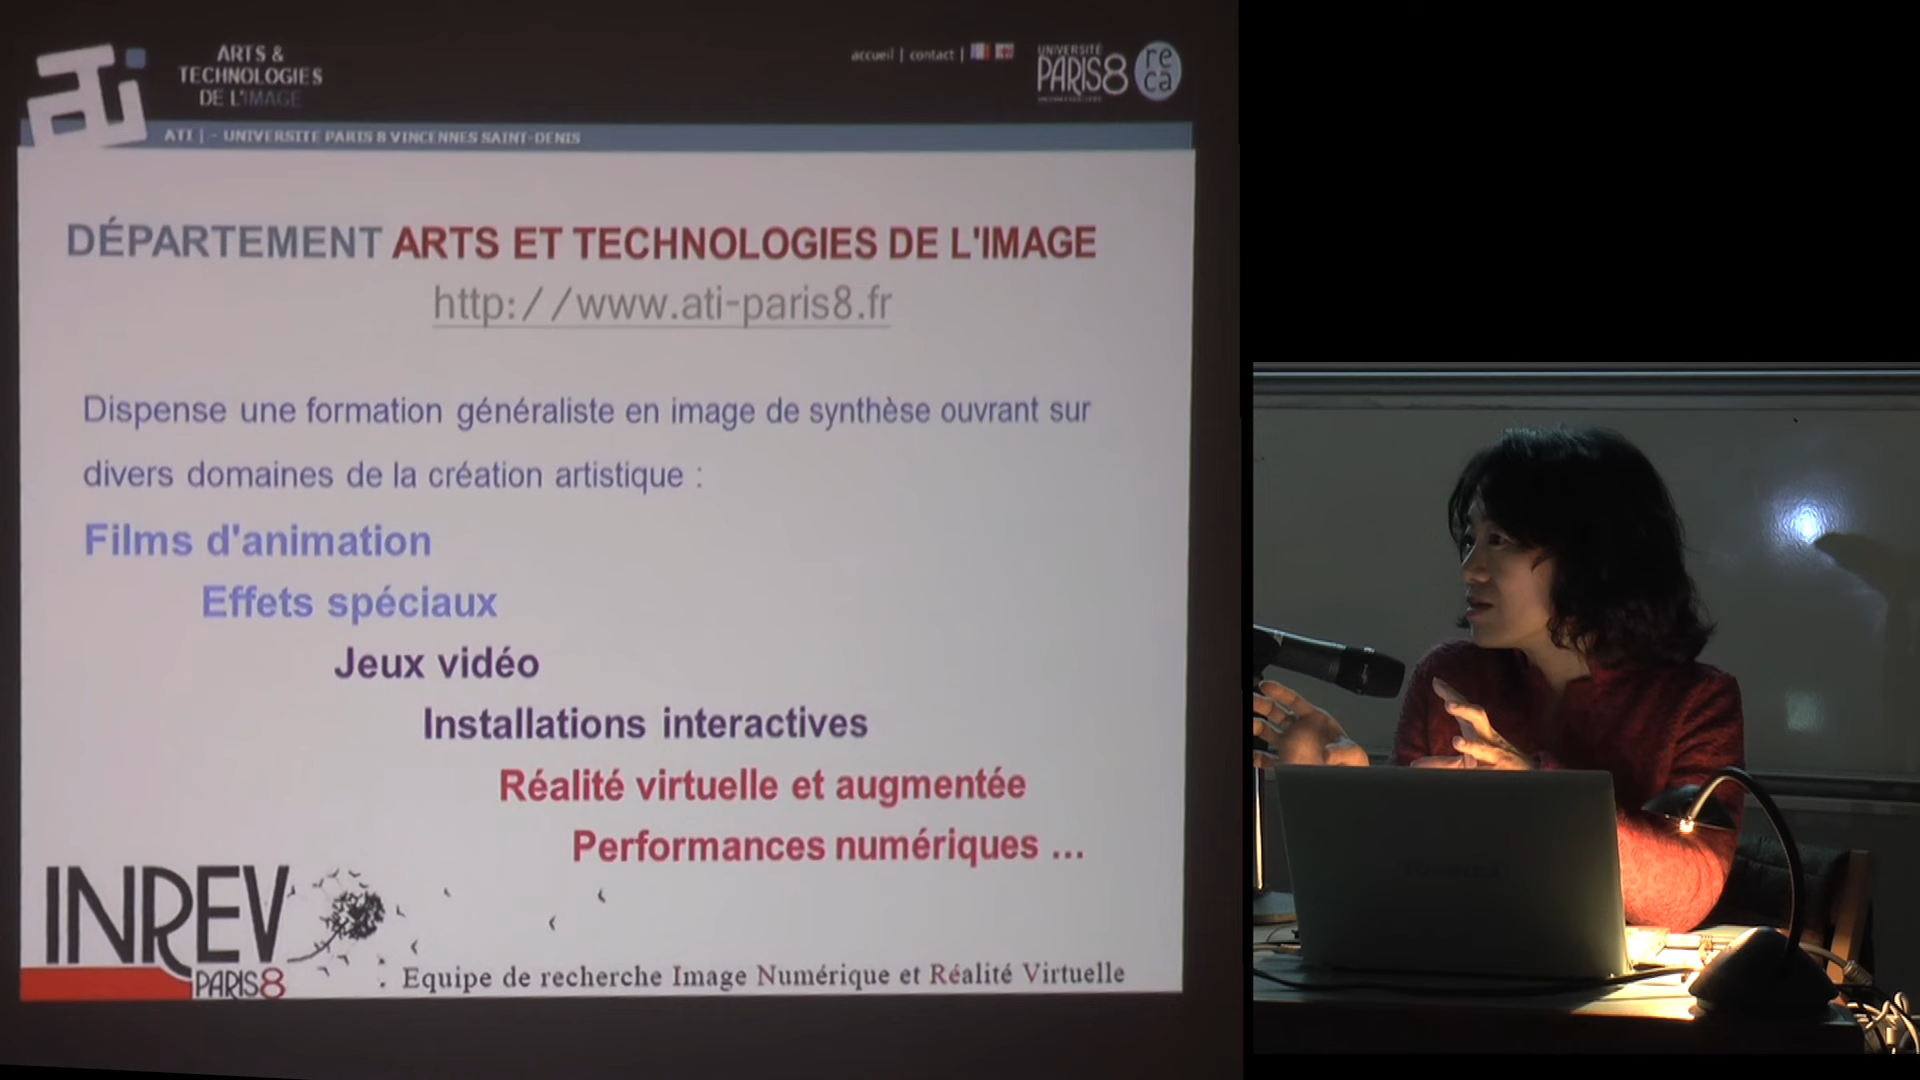 ARTS &
TECHNOLOGIES
DE L'IMAGE
accueil | contact |
UNIVERSITÉ
PARIS8
re
ca
ati
ATI | - UNIVERSITE PARIS 8 VINCENNES SAINT-DENIS
DÉPARTEMENT ARTS ET TECHNOLOGIES DE L'IMAGE
http://www.ati-paris8.fr
Dispense une formation généraliste en image de synthèse ouvrant sur
divers domaines de la création artistique :
Films d'animation
Effets spéciaux
Jeux vidéo
Installations interactives
Réalité virtuelle et augmentée
Performances numériques ...
INREV
PARIS8
. Equipe de recherche Image Numérique et Réalité Virtuelle
TOSHIBA